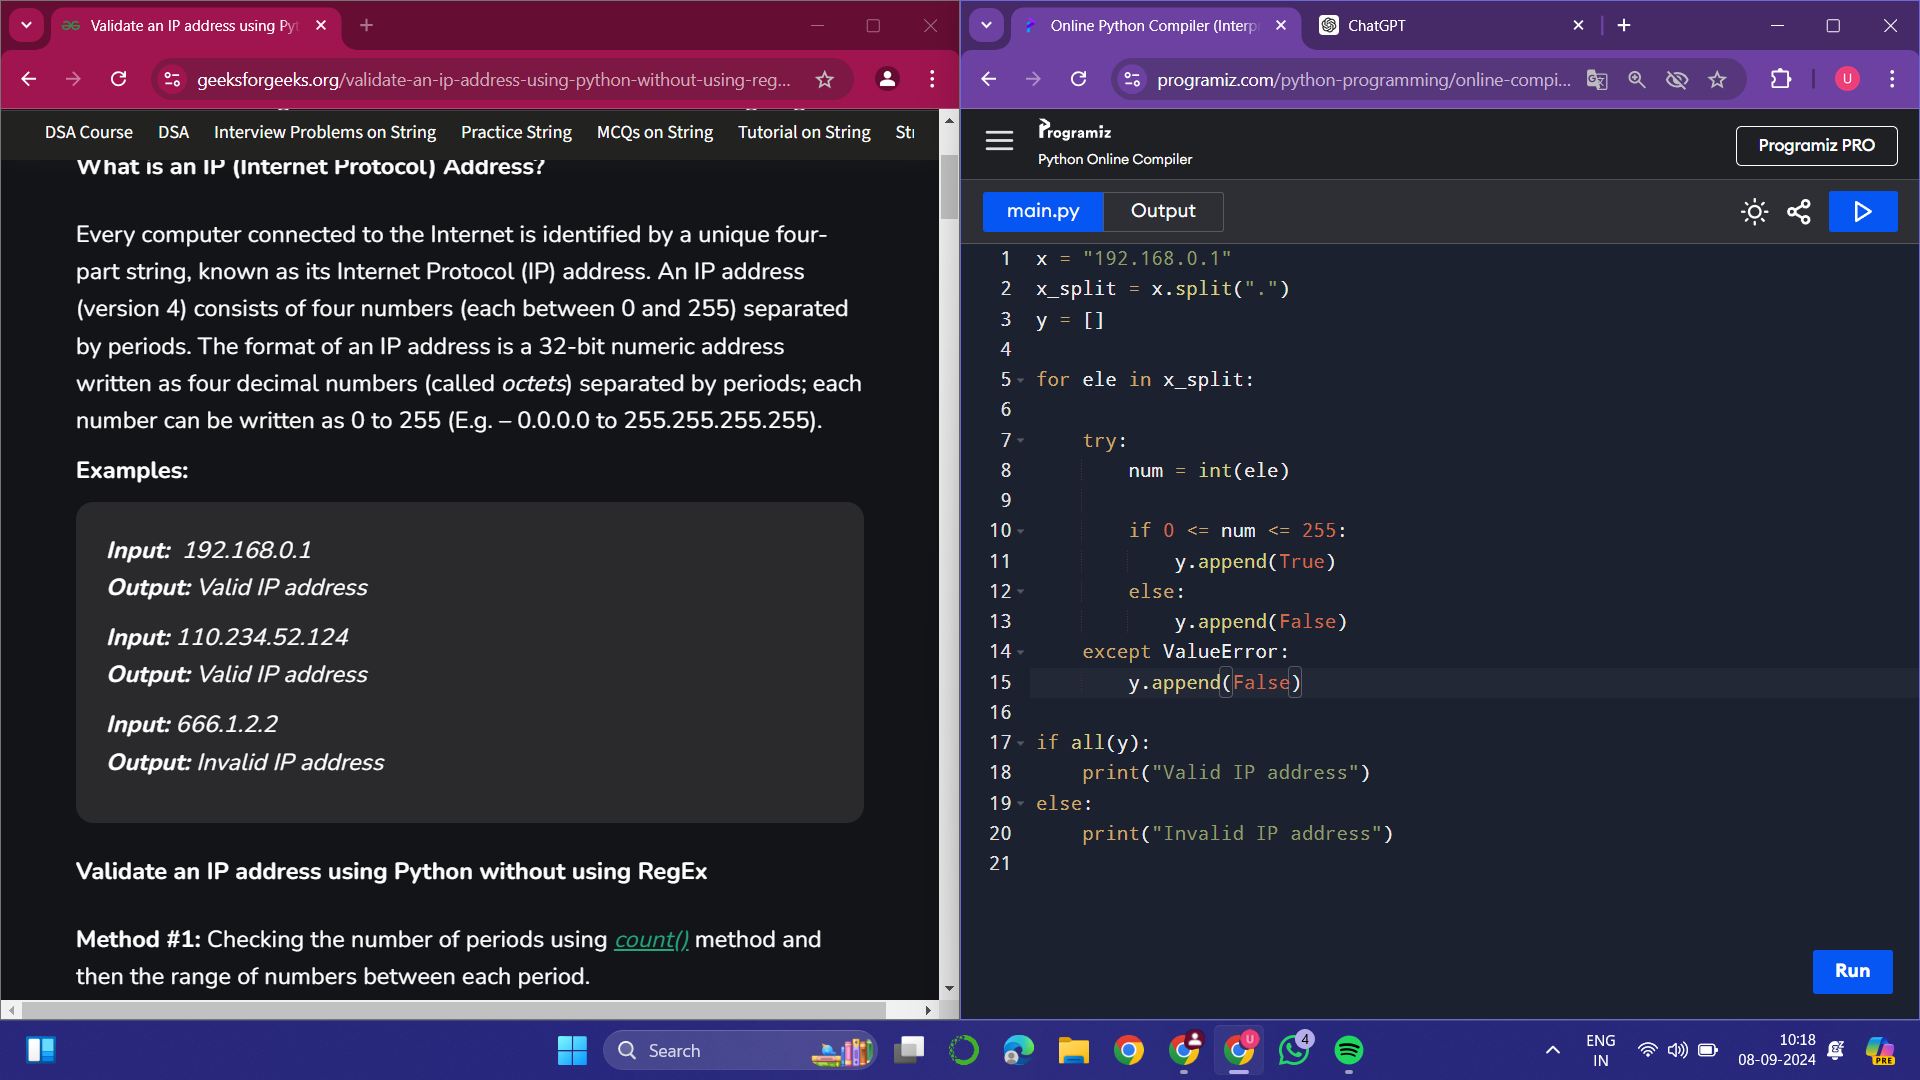 Validate an IP address using Pyt
geeksforgeeks.org/validate-an-ip-address-using-python-without-using-reg...
DSA Course DSA Interview Problems on String Practice String MCQs on String Tutorial on String Str
What is an IP (Internet Protocol) Address?
Every computer connected to the Internet is identified by a unique four-
part string, known as its Internet Protocol (IP) address. An IP address
(version 4) consists of four numbers (each between 0 and 255) separated
by periods. The format of an IP address is a 32-bit numeric address
written as four decimal numbers (called octets) separated by periods; each
number can be written as 0 to 255 (E.g. – 0.0.0.0 to 255.255.255.255).
Examples:
Input: 192.168.0.1
Output: Valid IP address
Input: 110.234.52.124
Output: Valid IP address
Input: 666.1.2.2
Output: Invalid IP address
Validate an IP address using Python without using RegEx
Method #1: Checking the number of periods using count() method and
then the range of numbers between each period.
Online Python Compiler (Interp
ChatGPT
programiz.com/python-programming/online-compi...
U
Programiz
Python Online Compiler
Programiz PRO
main.py
Output
1 x = "192.168.0.1"
2 x_split = x.split(".")
3 y = []
4
5 for ele in x_split:
6
7 try:
8 num = int(ele)
9
10 if 0 <= num <= 255:
11 y.append(True)
12 else:
13 y.append(False)
14 except ValueError:
15 y.append(False)
16
17 if all(y):
18 print("Valid IP address")
19 else:
20 print("Invalid IP address")
21
Run
Search
U
4
ENG
IN
10:18
08-09-2024
PRE